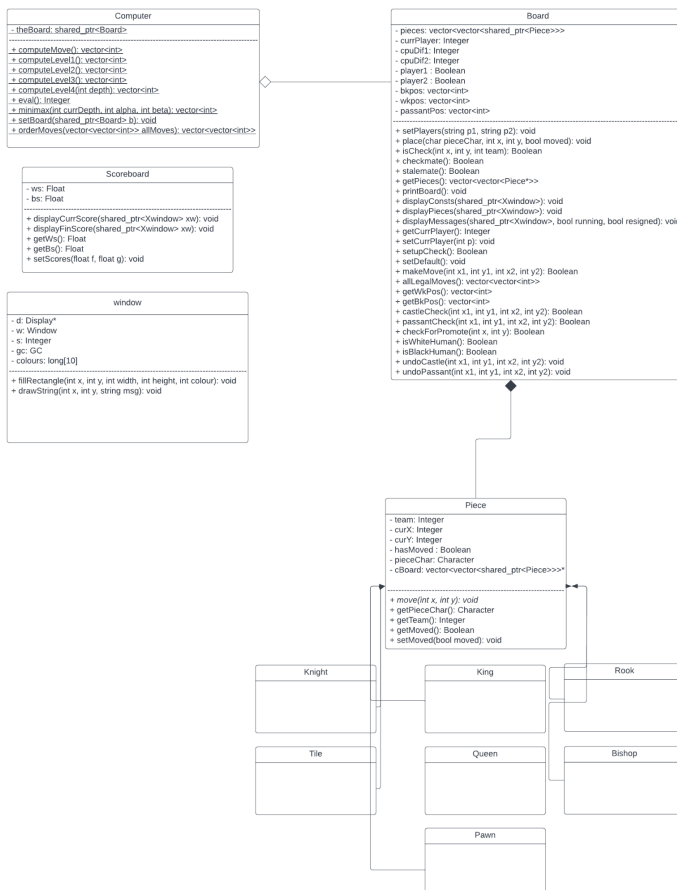 Computer
- theBoard: shared_ptr<Board>
+ computeMove(): vector<int>
+ computeLevel1(): vector<int>
+ computeLevel2(): vector<int>
+ computeLevel3(): vector<int>
+ computeLevel4(int depth): vector<int>
+ eval(): Integer
+ minimax(int currDepth, int alpha, int beta): vector<int>
+ setBoard(shared_ptr<Board> b): void
+ orderMoves(vector<vector<int>> allMoves): vector<vector<int>>
Board
- pieces: vector<vector<shared_ptr<Piece>>>
- currPlayer: Integer
- cpuDif1: Integer
- cpuDif2: Integer
- player1 : Boolean
- player2 : Boolean
- bkpos: vector<int>
- wkpos: vector<int>
- passantPos: vector<int>
+ setPlayers(string p1, string p2): void
+ place(char pieceChar, int x, int y, bool moved): void
+ isCheck(int x, int y, int team): Boolean
+ checkmate(): Boolean
+ stalemate(): Boolean
+ getPieces(): vector<vector<Piece*>>
+ printBoard(): void
+ displayConsts(shared_ptr<Xwindow>): void
+ displayPieces(shared_ptr<Xwindow>): void
+ displayMessages(shared_ptr<Xwindow>, bool running, bool resigned): void
+ getCurrPlayer(): Integer
+ setCurrPlayer(int p): void
+ setupCheck(): Boolean
+ setDefault(): void
+ makeMove(int x1, int y1, int x2, int y2): Boolean
+ allLegalMoves(): vector<vector<int>>
+ getWkPos(): vector<int>
+ getBkPos(): vector<int>
+ castleCheck(int x1, int y1, int x2, int y2): Boolean
+ passantCheck(int x1, int y1, int x2, int y2): Boolean
+ checkForPromote(int x, int y): Boolean
+ isWhiteHuman(): Boolean
+ isBlackHuman(): Boolean
+ undoCastle(int x1, int y1, int x2, int y2): void
+ undoPassant(int x1, int y1, int x2, int y2): void
Scoreboard
- ws: Float
- bs: Float
+ displayCurrScore(shared_ptr<Xwindow> xw): void
+ displayFinScore(shared_ptr<Xwindow> xw): void
+ getWs(): Float
+ getBs(): Float
+ setScores(float f, float g): void
window
- d: Display*
- w: Window
- s: Integer
- gc: GC
- colours: long[10]
+ fillRectangle(int x, int y, int width, int height, int colour): void
+ drawString(int x, int y, string msg): void
Piece
- team: Integer
- curX: Integer
- curY: Integer
- hasMoved : Boolean
- pieceChar: Character
- cBoard: vector<vector<shared_ptr<Piece>>>*
+ move(int x, int y): void
+ getPieceChar(): Character
+ getTeam(): Integer
+ getMoved(): Boolean
+ setMoved(bool moved): void
Knight
King
Rook
Tile
Queen
Bishop
Pawn